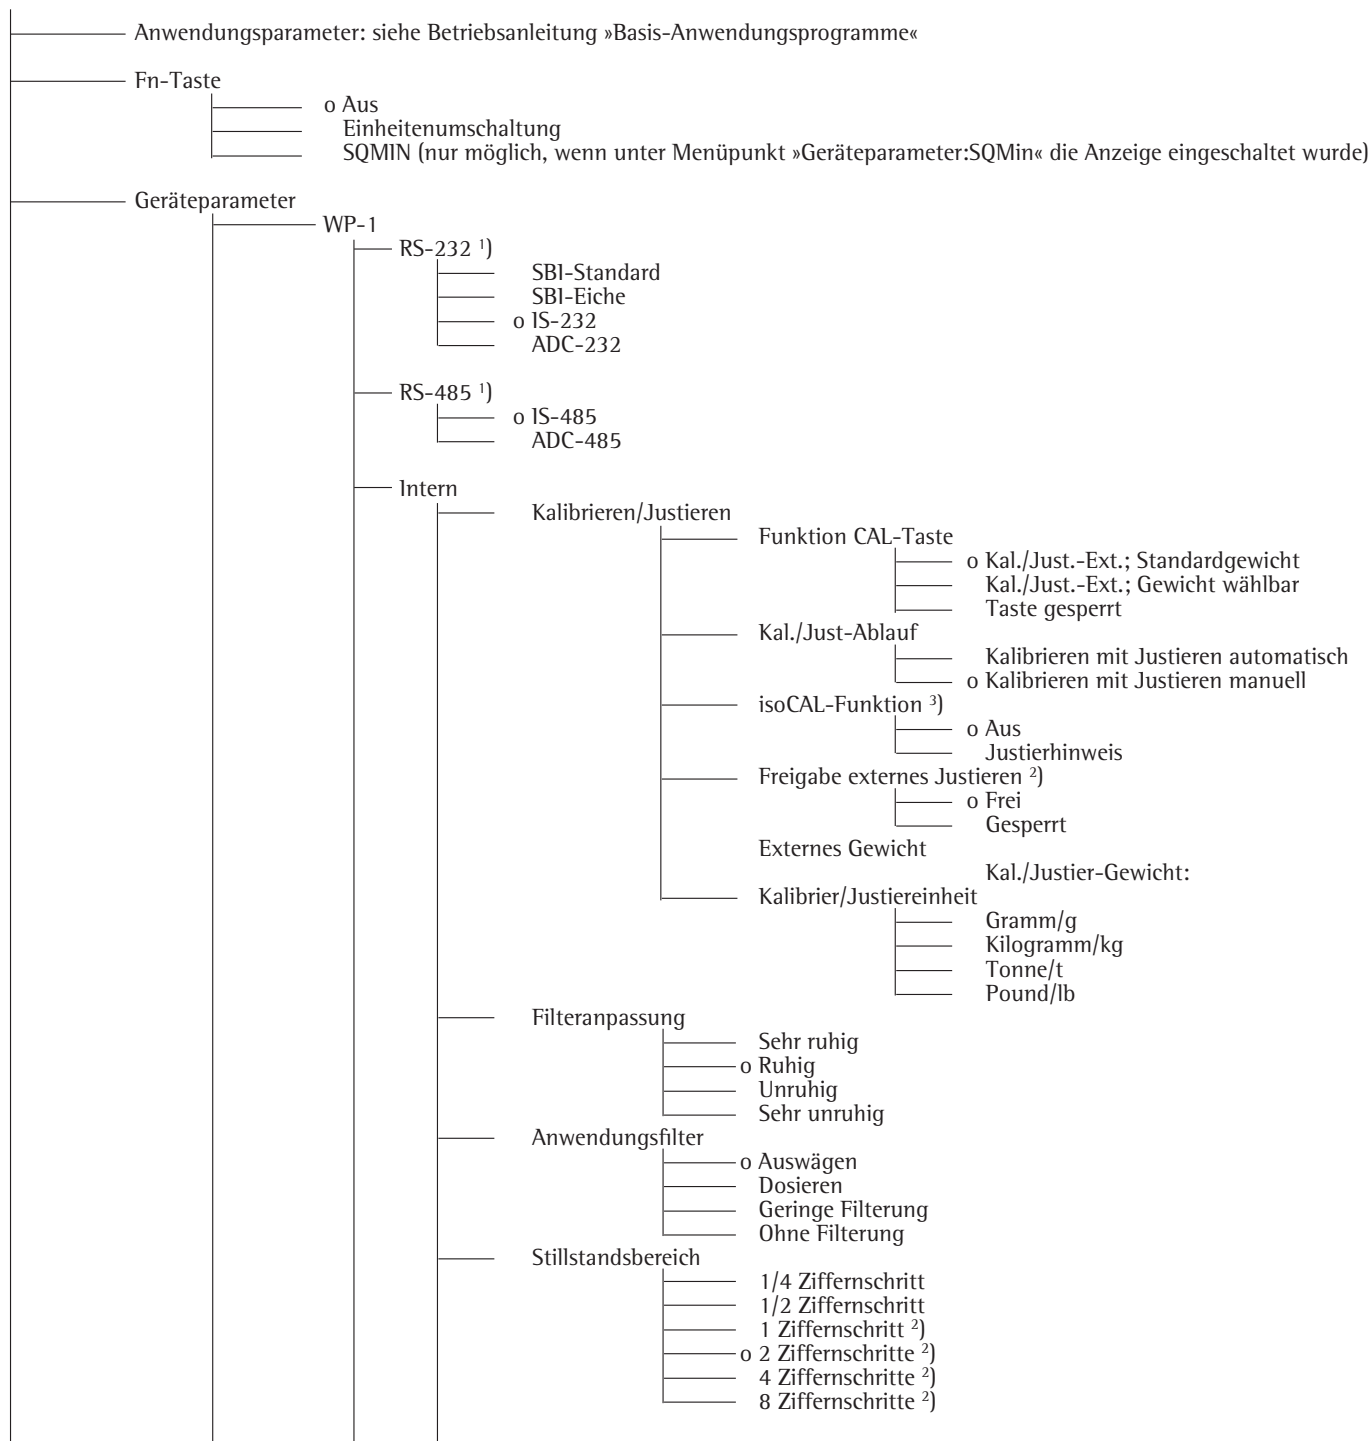 Anwendungsparameter: siehe Betriebsanleitung »Basis-Anwendungsprogramme«
Fn-Taste
o Aus
Einheitenumschaltung
SQMIN (nur möglich, wenn unter Menüpunkt »Geräteparameter:SQMin« die Anzeige eingeschaltet wurde)
Geräteparameter
WP-1
RS-232 ¹)
SBI-Standard
SBI-Eiche
o IS-232
ADC-232
RS-485 ¹)
o IS-485
ADC-485
Intern
Kalibrieren/Justieren
Funktion CAL-Taste
o Kal./Just.-Ext.; Standardgewicht
Kal./Just.-Ext.; Gewicht wählbar
Taste gesperrt
Kal./Just-Ablauf
Kalibrieren mit Justieren automatisch
o Kalibrieren mit Justieren manuell
isoCAL-Funktion ³)
o Aus
Justierhinweis
Freigabe externes Justieren ²)
o Frei
Gesperrt
Externes Gewicht
Kal./Justier-Gewicht:
Kalibrier/Justiereinheit
Gramm/g
Kilogramm/kg
Tonne/t
Pound/lb
Filteranpassung
Sehr ruhig
o Ruhig
Unruhig
Sehr unruhig
Anwendungsfilter
o Auswägen
Dosieren
Geringe Filterung
Ohne Filterung
Stillstandsbereich
1/4 Ziffernschritt
1/2 Ziffernschritt
1 Ziffernschritt ²)
o 2 Ziffernschritte ²)
4 Ziffernschritte ²)
8 Ziffernschritte ²)